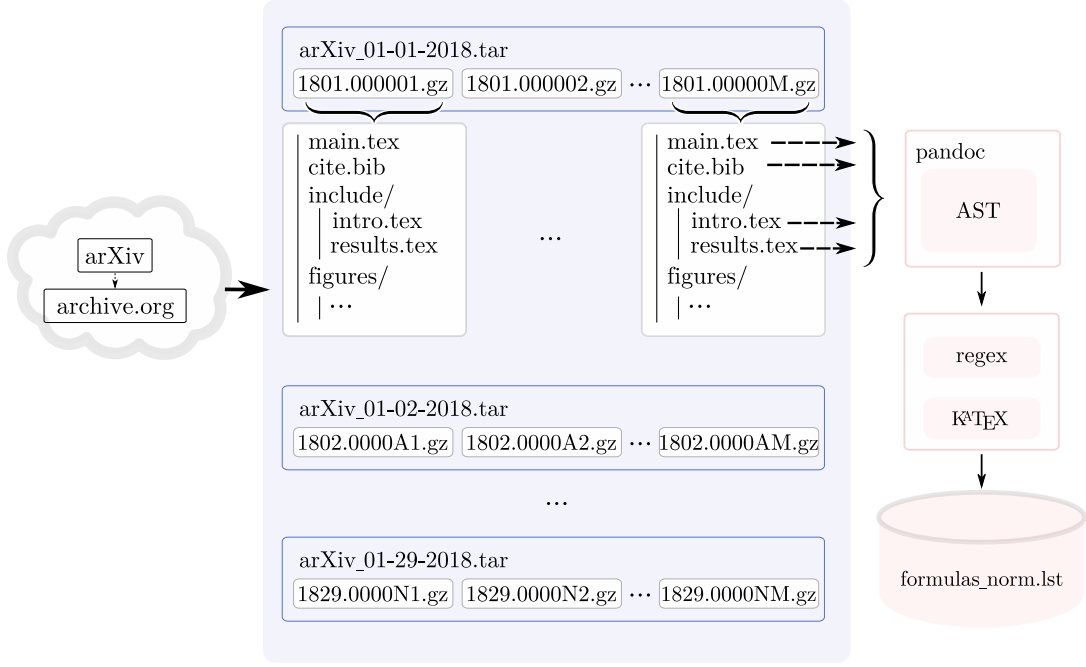 arXiv
archive.org
arXiv_01-01-2018.tar
1801.000001.gz 1801.000002.gz ... 1801.00000M.gz
main.tex
cite.bib
include/
intro.tex
results.tex
figures/
...
...
main.tex
cite.bib
include/
intro.tex
results.tex
figures/
...
arXiv_01-02-2018.tar
1802.0000A1.gz 1802.0000A2.gz ... 1802.0000AM.gz
...
arXiv_01-29-2018.tar
1829.0000N1.gz 1829.0000N2.gz ... 1829.0000NM.gz
pandoc
AST
regex
KATEX
formulas_norm.lst